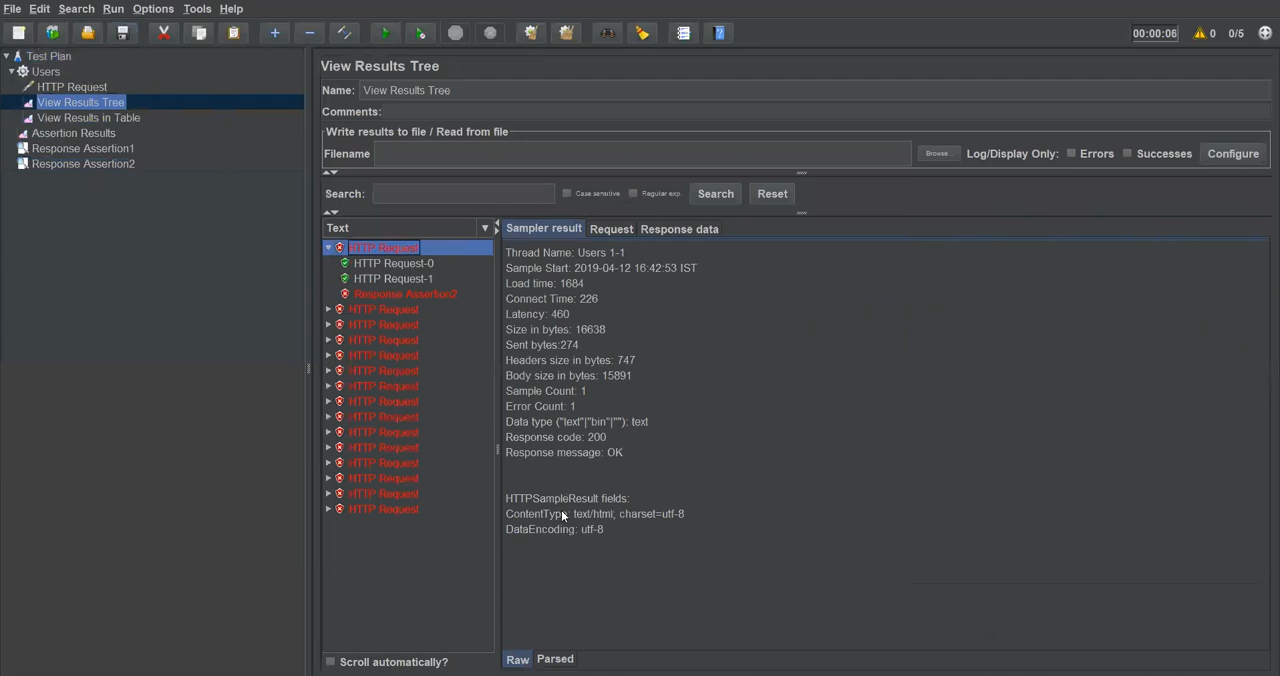 File Edit Search Run Options Help
00:00:06 0 0/5
Test Plan
Users
HTTP Request
View Results Tree
View Results in Table
Assertion Results
Response Assertion1
Response Assertion2
View Results Tree
Name: View Results Tree
Comments:
Write results to file / Read from file
Filename Browse... Log/Display Only: Errors Successes Configure
Search: Case sensitive Regular exp. Search Reset
Text
HTTP Request
HTTP Request-0
HTTP Request-1
Response Assertion2
HTTP Request
HTTP Request
HTTP Request
HTTP Request
HTTP Request
HTTP Request
HTTP Request
HTTP Request
HTTP Request
HTTP Request
HTTP Request
HTTP Request
HTTP Request
HTTP Request
Scroll automatically?
Sampler result Request Response data
Thread Name: Users 1-1
Sample Start: 2019-04-12 16:42:53 IST
Load time: 1684
Connect Time: 226
Latency: 460
Size in bytes: 16638
Sent bytes:274
Headers size in bytes: 747
Body size in bytes: 15891
Sample Count: 1
Error Count: 1
Data type ("text"|"bin"|""): text
Response code: 200
Response message: OK
HTTPSampleResult fields:
ContentType: text/html; charset=utf-8
DataEncoding: utf-8
Raw Parsed